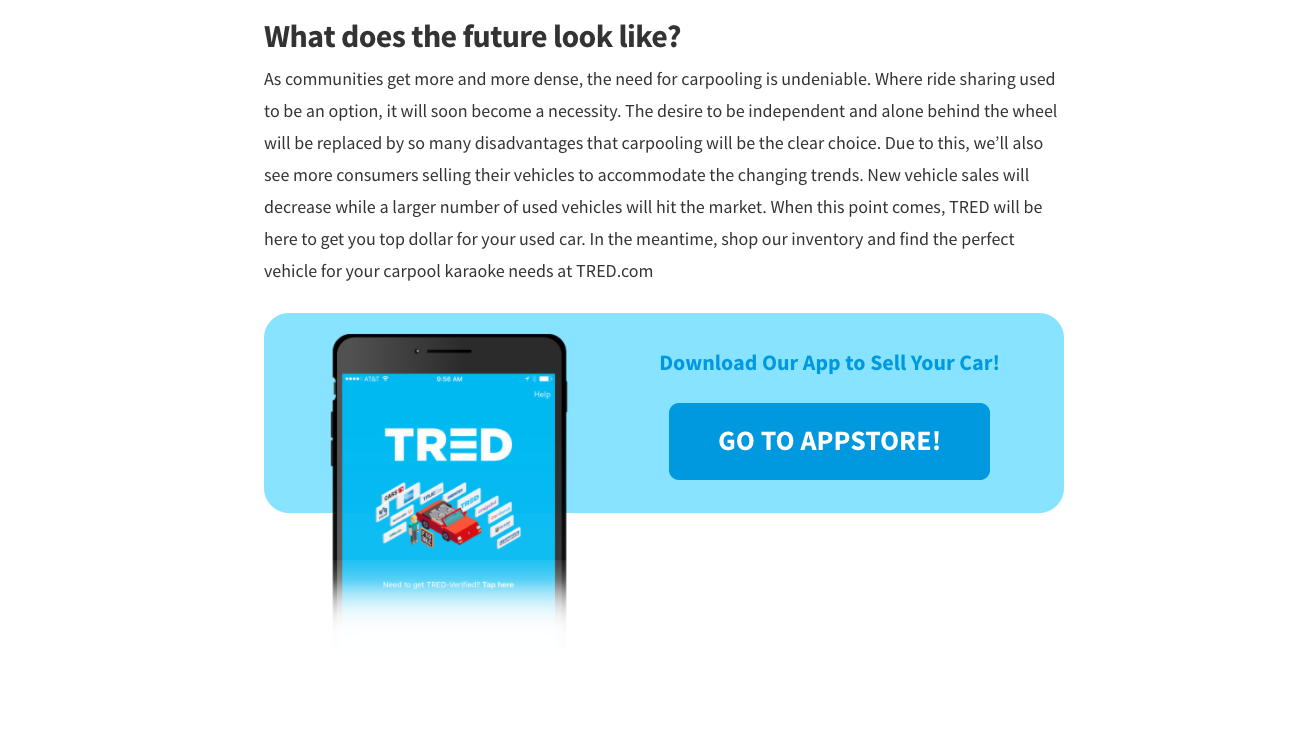 What does the future look like?
As communities get more and more dense, the need for carpooling is undeniable. Where ride sharing used
to be an option, it will soon become a necessity. The desire to be independent and alone behind the wheel
will be replaced by so many disadvantages that carpooling will be the clear choice. Due to this, we’ll also
see more consumers selling their vehicles to accommodate the changing trends. New vehicle sales will
decrease while a larger number of used vehicles will hit the market. When this point comes, TRED will be
here to get you top dollar for your used car. In the meantime, shop our inventory and find the perfect
vehicle for your carpool karaoke needs at TRED.com
AT&T 9:56 AM
Help
TRED
CARS
TRED
Need to get TRED-Verified? Tap here
Download Our App to Sell Your Car!
GO TO APPSTORE!